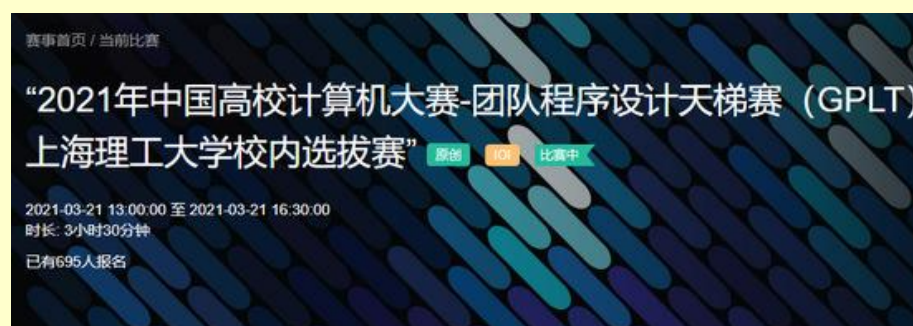 赛事首页 / 当前比赛
“2021年中国高校计算机大赛-团队程序设计天梯赛（GPLT）
上海理工大学校内选拔赛” 原创 IOI 比赛中
2021-03-21 13:00:00 至 2021-03-21 16:30:00
时长: 3小时30分钟
已有695人报名